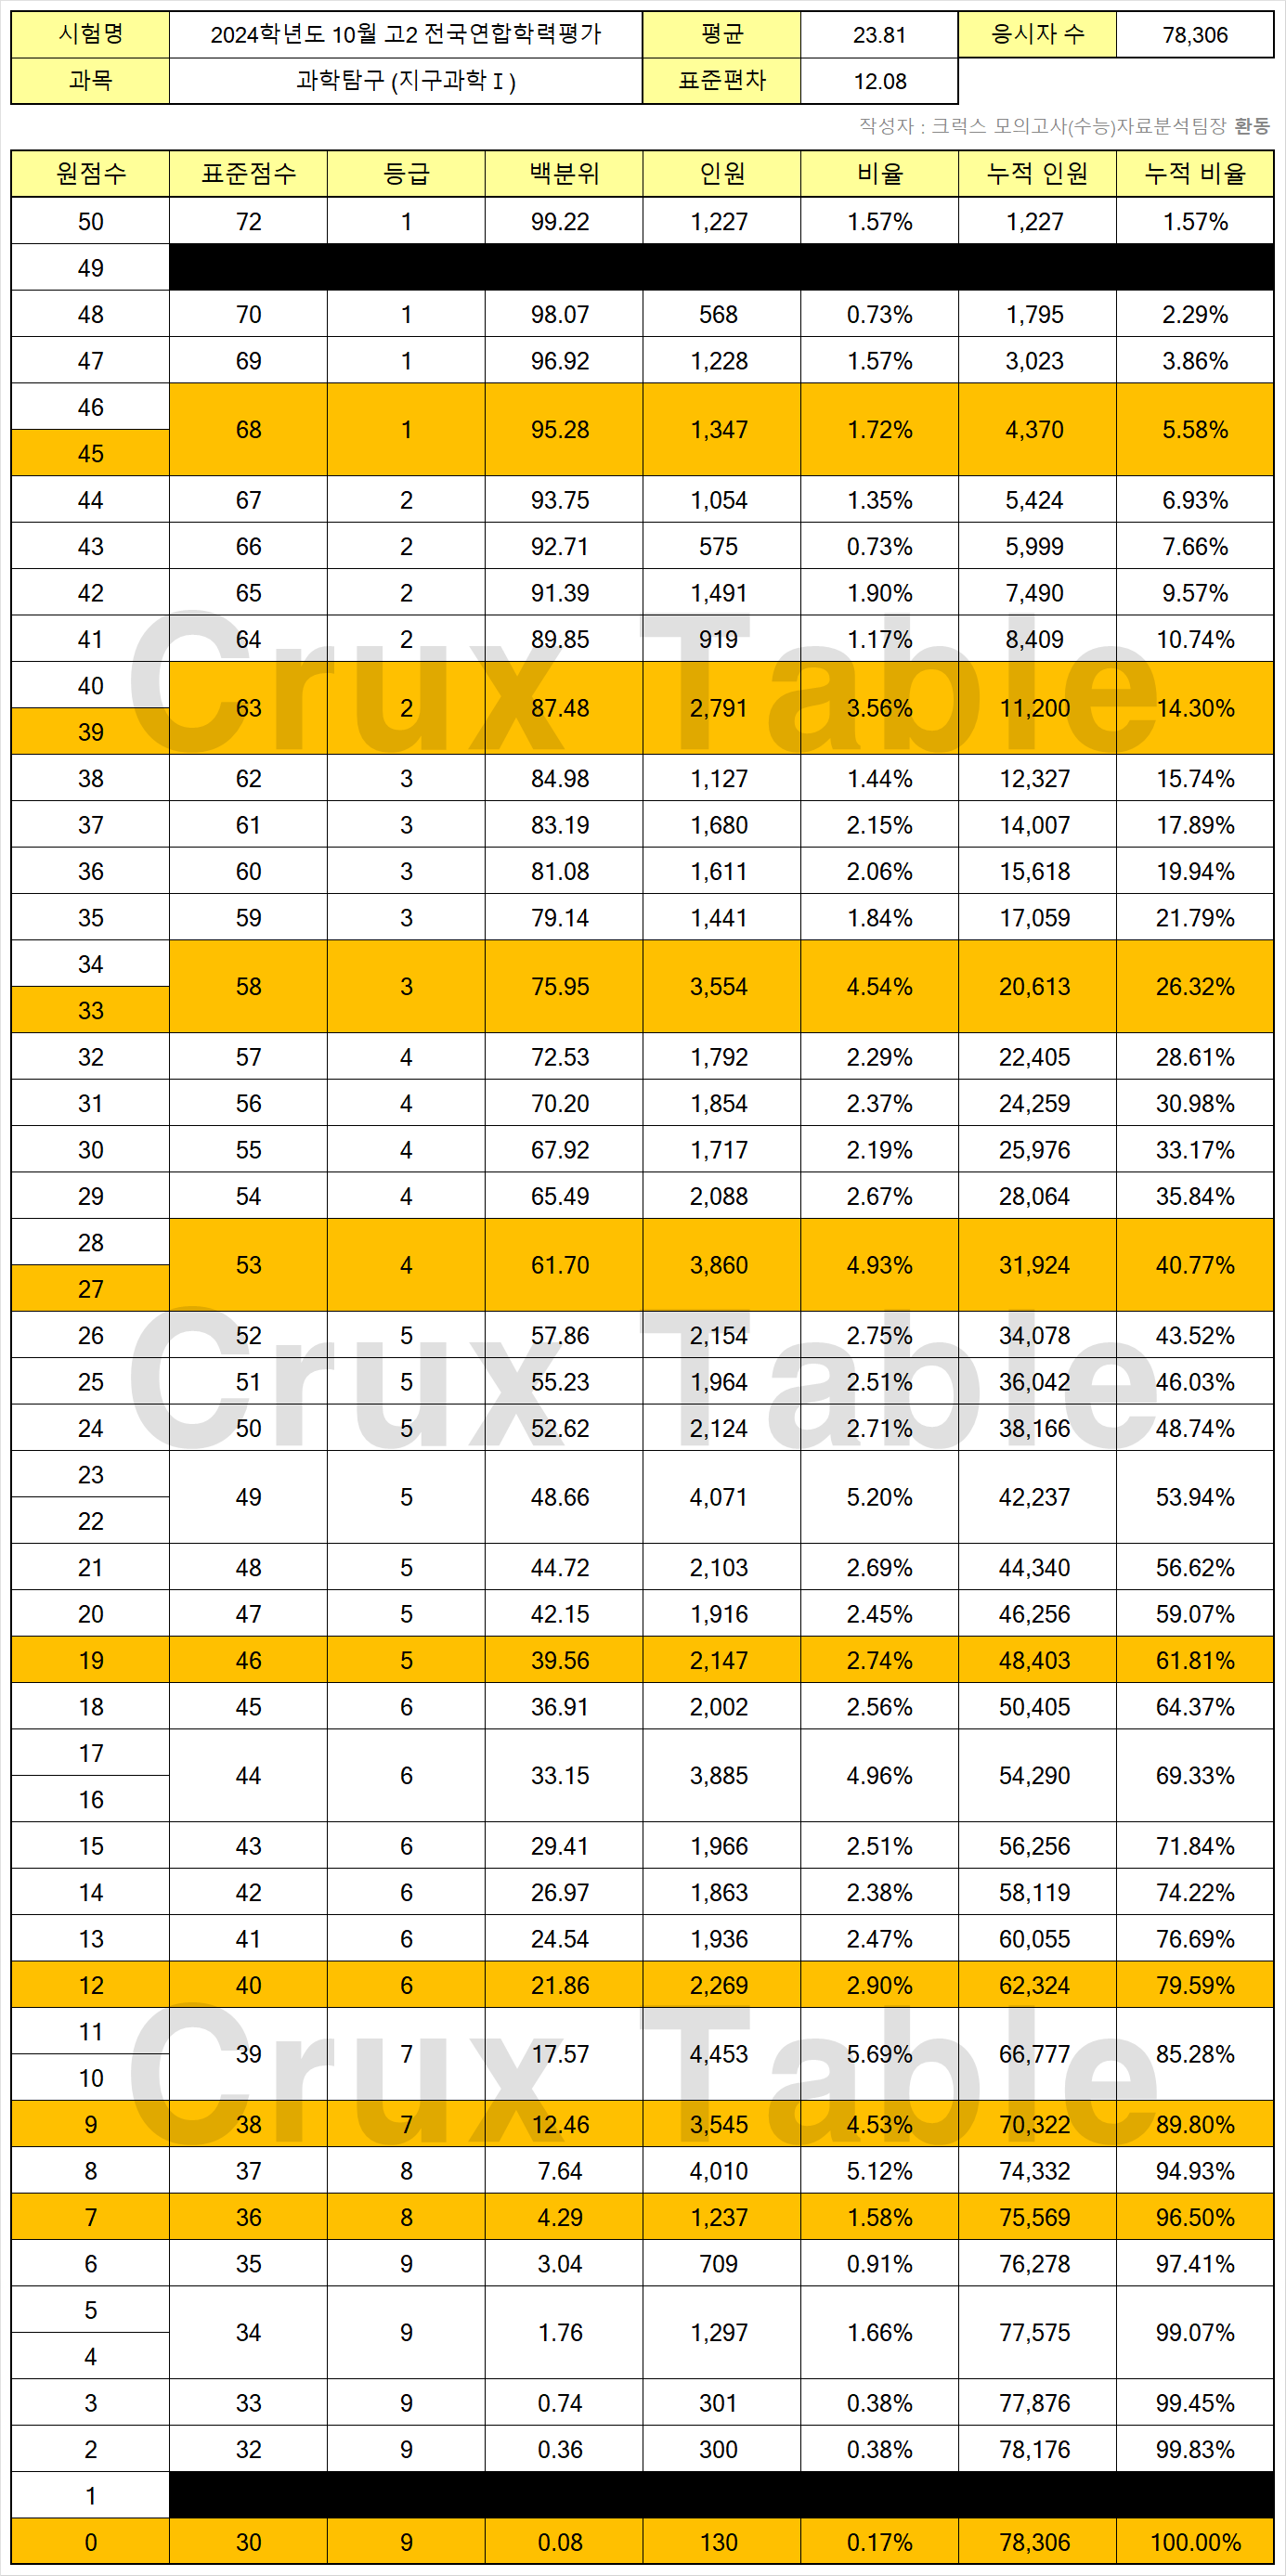 시험명 2024학년도 10월 고2 전국연합학력평가 평균 23.81 응시자 수 78,306
과목 과학탐구 (지구과학 I) 표준편차 12.08
작성자 : 크럭스 모의고사(수능)자료분석팀장 환동
원점수 표준점수 등급 백분위 인원 비율 누적 인원 누적 비율
50 72 1 99.22 1,227 1.57% 1,227 1.57%
49
48 70 1 98.07 568 0.73% 1,795 2.29%
47 69 1 96.92 1,228 1.57% 3,023 3.86%
46
68 1 95.28 1,347 1.72% 4,370 5.58%
45
44 67 2 93.75 1,054 1.35% 5,424 6.93%
43 66 2 92.71 575 0.73% 5,999 7.66%
42 65 2 91.39 1,491 1.90% 7,490 9.57%
41 64 2 89.85 919 1.17% 8,409 10.74%
Crux Table
40
63 2 87.48 2,791 3.56% 11,200 14.30%
39
38 62 3 84.98 1,127 1.44% 12,327 15.74%
37 61 3 83.19 1,680 2.15% 14,007 17.89%
36 60 3 81.08 1,611 2.06% 15,618 19.94%
35 59 3 79.14 1,441 1.84% 17,059 21.79%
34
58 3 75.95 3,554 4.54% 20,613 26.32%
33
32 57 4 72.53 1,792 2.29% 22,405 28.61%
31 56 4 70.20 1,854 2.37% 24,259 30.98%
30 55 4 67.92 1,717 2.19% 25,976 33.17%
29 54 4 65.49 2,088 2.67% 28,064 35.84%
28
53 4 61.70 3,860 4.93% 31,924 40.77%
27
26 52 5 57.86 2,154 2.75% 34,078 43.52%
Crux Table
25 51 5 55.23 1,964 2.51% 36,042 46.03%
24 50 5 52.62 2,124 2.71% 38,166 48.74%
23
49 5 48.66 4,071 5.20% 42,237 53.94%
22
21 48 5 44.72 2,103 2.69% 44,340 56.62%
20 47 5 42.15 1,916 2.45% 46,256 59.07%
19 46 5 39.56 2,147 2.74% 48,403 61.81%
18 45 6 36.91 2,002 2.56% 50,405 64.37%
17
44 6 33.15 3,885 4.96% 54,290 69.33%
16
15 43 6 29.41 1,966 2.51% 56,256 71.84%
14 42 6 26.97 1,863 2.38% 58,119 74.22%
13 41 6 24.54 1,936 2.47% 60,055 76.69%
12 40 6 21.86 2,269 2.90% 62,324 79.59%
11
39 7 17.57 4,453 5.69% 66,777 85.28%
Crux Table
10
9 38 7 12.46 3,545 4.53% 70,322 89.80%
8 37 8 7.64 4,010 5.12% 74,332 94.93%
7 36 8 4.29 1,237 1.58% 75,569 96.50%
6 35 9 3.04 709 0.91% 76,278 97.41%
5
34 9 1.76 1,297 1.66% 77,575 99.07%
4
3 33 9 0.74 301 0.38% 77,876 99.45%
2 32 9 0.36 300 0.38% 78,176 99.83%
1
0 30 9 0.08 130 0.17% 78,306 100.00%